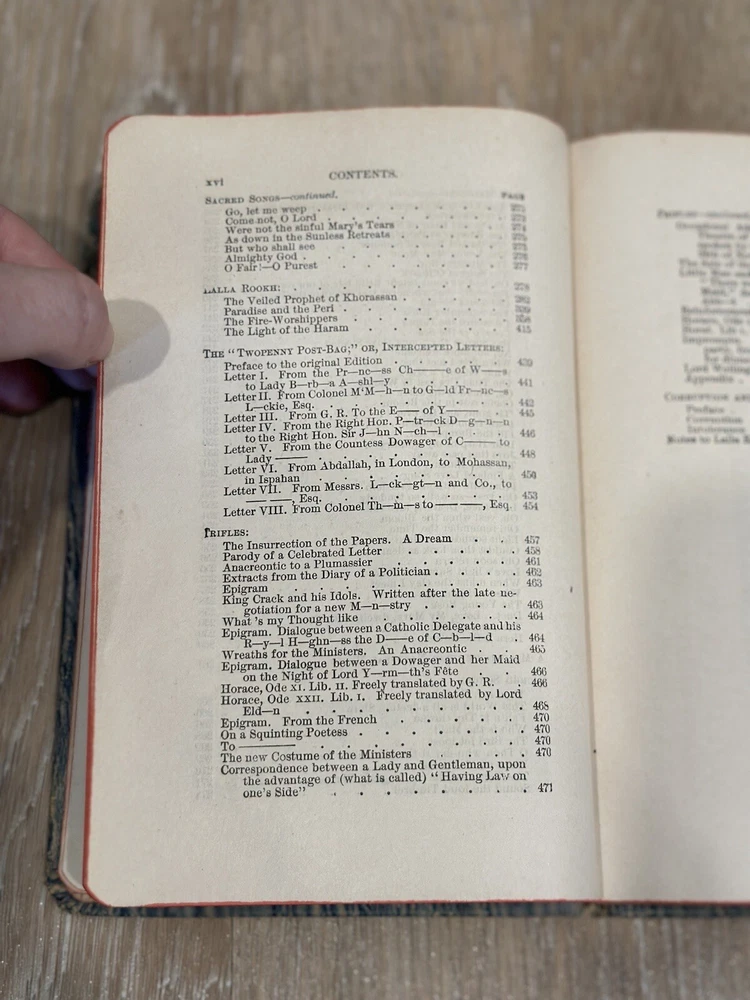 xvi CONTENTS.
SACRED SONGS—continued. PAGE
Go, let me weep . . . . . . .
Come not, O Lord . . . . . . . 273
Were not the sinful Mary's Tears . . . . 274
As down in the Sunless Retreats . . . . 275
But who shall see . . . . . . 275
Almighty God . . . . . . . 276
O Fair!—O Purest . . . . . . 277
LALLA ROOKH: . . . . . . . 278
The Veiled Prophet of Khorassan . . . .
Paradise and the Peri . . . . .
The Fire-Worshippers . . . . . 358
The Light of the Haram . . . . . 415
THE "TWOPENNY POST-BAG;" OR, INTERCEPTED LETTERS:
Preface to the original Edition . . . . 439
Letter I. From the Pr—nc—ss Ch——e of W——s
to Lady B—rb—a A—shl—y . . . . 441
Letter II. From Colonel M'M—h—n to G—ld Fr—nc—s
L—ckie, Esq. . . . . . . 442
Letter III. From G. R. To the E—— of Y—— . 445
Letter IV. From the Right Hon. P—tr—ck D—g—n—n
to the Right Hon. Sir J—hn N—ch—l . . . 446
Letter V. From the Countess Dowager of C—— to
Lady —— . . . . . . . 448
Letter VI. From Abdallah, in London, to Mohassan,
in Ispahan . . . . . . . 450
Letter VII. From Messrs. L—ck—gt—n and Co., to
—— ——, Esq. . . . . . . 453
Letter VIII. From Colonel Th—m—s to —— ——, Esq. 454
TRIFLES:
The Insurrection of the Papers. A Dream . . 457
Parody of a Celebrated Letter . . . . . 458
Anacreontic to a Plumassier . . . . . 461
Extracts from the Diary of a Politician . . . . 462
Epigram . . . . . . . . 463
King Crack and his Idols. Written after the late ne-
gotiation for a new M—n—stry . . . . 463
What's my Thought like . . . . . 464
Epigram. Dialogue between a Catholic Delegate and his
R—y—l H—ghn—ss the D——e of C—b—l—d . 464
Wreaths for the Ministers. An Anacreontic . . 465
Epigram. Dialogue between a Dowager and her Maid
on the Night of Lord Y—rm—th's Fête . . 466
Horace, Ode XI. Lib. II. Freely translated by G. R. . 466
Horace, Ode XXII. Lib. I. Freely translated by Lord
Eld—n . . . . . . . . 468
Epigram. From the French . . . . . 470
On a Squinting Poetess . . . . . . 470
To ——— . . . . . . . . 470
The new Costume of the Ministers . . . . 470
Correspondence between a Lady and Gentleman, upon
the advantage of (what is called) "Having Law on
one's Side" . . . . . . . 471